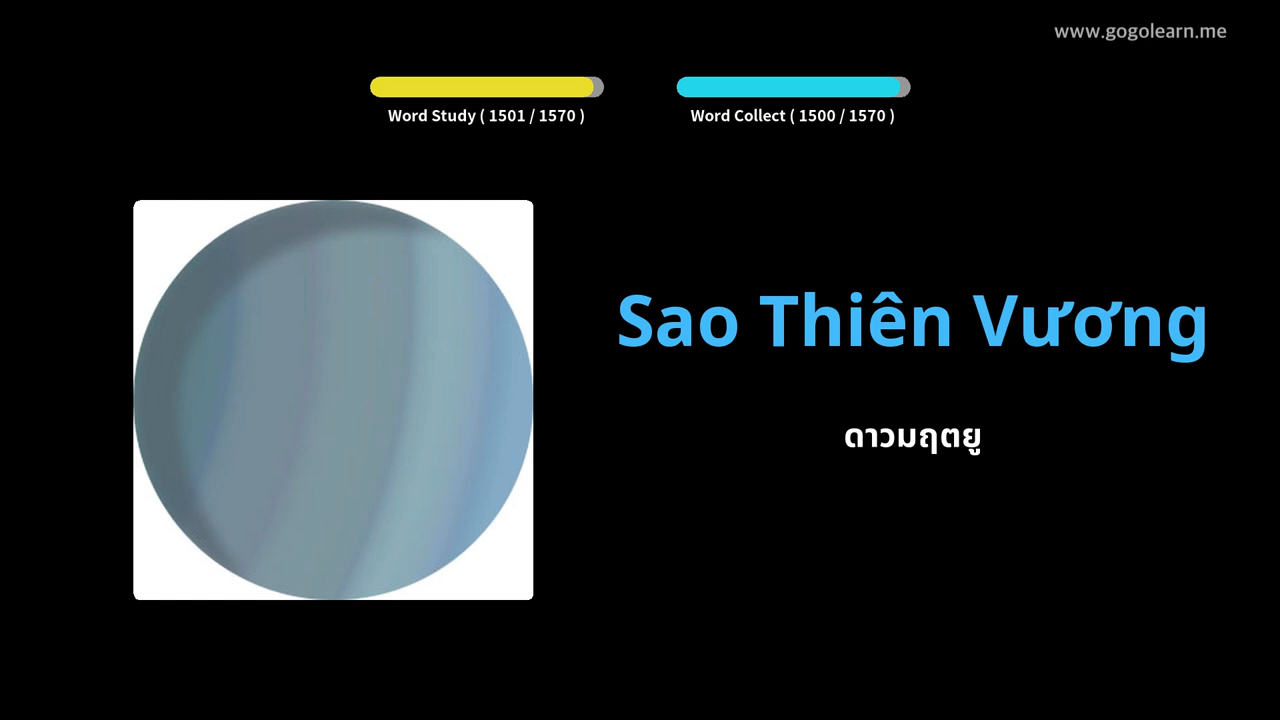 www.gogolearn.me
Word Study ( 1501 / 1570 )
Word Collect ( 1500 / 1570 )
Sao Thiên Vương
ดาวมฤตยู